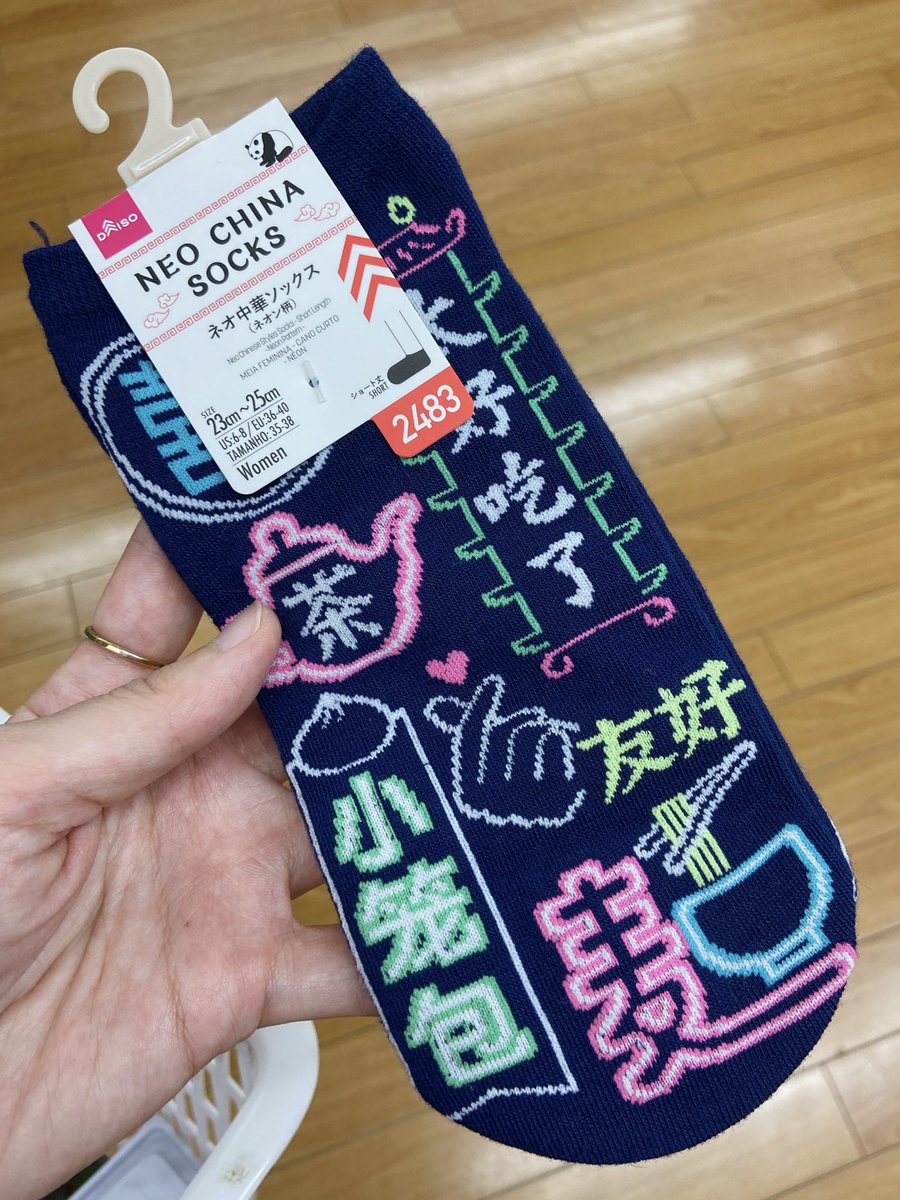 DAISO
NEO CHINA
SOCKS
ネオ中華ソックス
(ネオン柄)
Neo Chinese Styles Socks - Short Length
-Neon Pattern-
MEIA FEMININA - CANO CURTO
- NEON
SIZE
23cm~25cm
US:6-8/EU:36-40
TAMANHO:35-38
Women
ショート丈
SHORT
2483
太好吃了
茶
友好
小笼包
麦